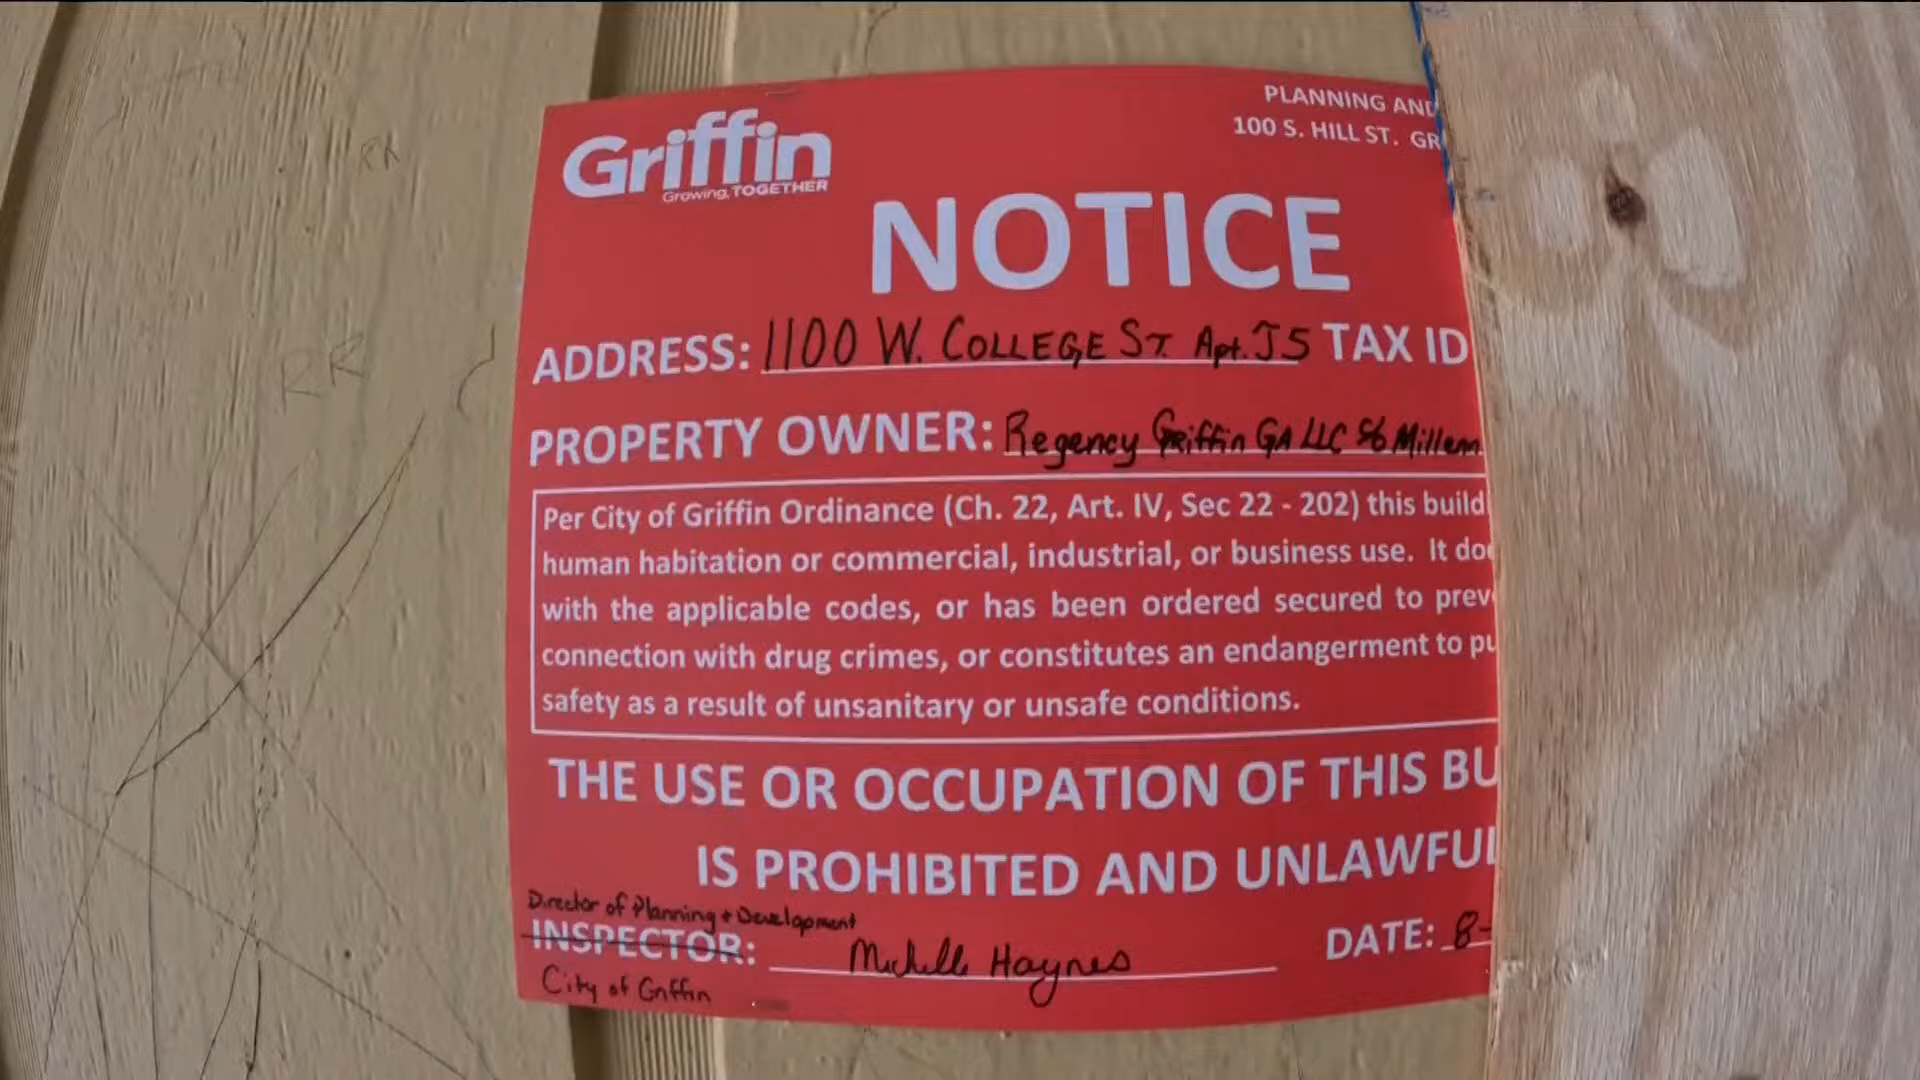 Griffin
Growing, TOGETHER
PLANNING AND
100 S. HILL ST. GR
NOTICE
ADDRESS: 1100 W. COLLEGE ST. Apt. J5 TAX ID
PROPERTY OWNER: Regency Griffin GA LLC c/o Millenn
Per City of Griffin Ordinance (Ch. 22, Art. IV, Sec 22 - 202) this build
human habitation or commercial, industrial, or business use. It doe
with the applicable codes, or has been ordered secured to prev
connection with drug crimes, or constitutes an endangerment to pu
safety as a result of unsanitary or unsafe conditions.
THE USE OR OCCUPATION OF THIS BU
IS PROHIBITED AND UNLAWFUL
Director of Planning + Development
INSPECTOR: Michelle Haynes DATE: 8-
City of Griffin
RR
RR